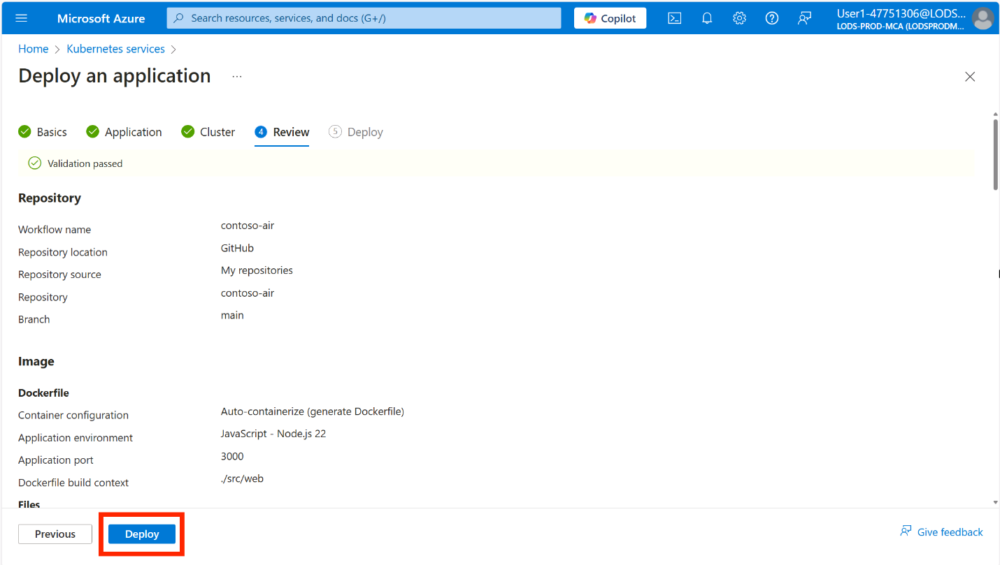 Microsoft Azure
Search resources, services, and docs (G+/)
Copilot
User1-47751306@LODS...
LODS-PROD-MCA (LODSPRODM...
Home > Kubernetes services >
Deploy an application ...
Basics
Application
Cluster
4 Review
5 Deploy
Validation passed
Repository
Workflow name contoso-air
Repository location GitHub
Repository source My repositories
Repository contoso-air
Branch main
Image
Dockerfile
Container configuration Auto-containerize (generate Dockerfile)
Application environment JavaScript - Node.js 22
Application port 3000
Dockerfile build context ./src/web
Files
Previous
Deploy
Give feedback